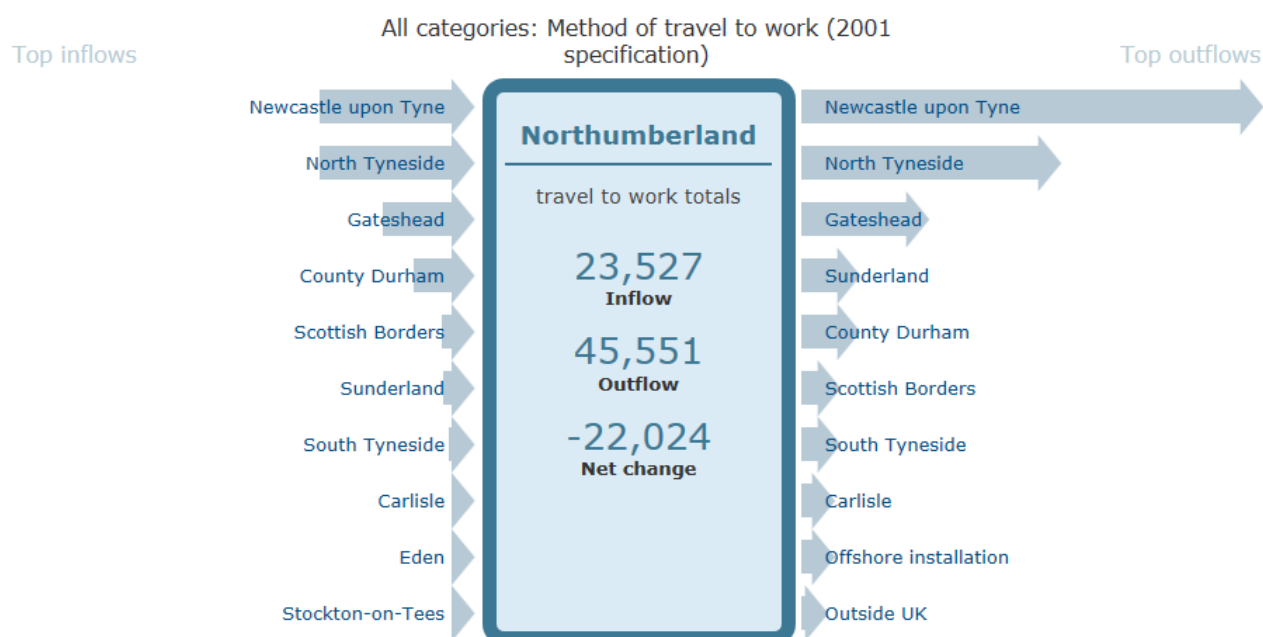 All categories: Method of travel to work (2001
specification)
Top inflows
Top outflows
Newcastle upon Tyne
North Tyneside
Gateshead
County Durham
Scottish Borders
Sunderland
South Tyneside
Carlisle
Eden
Stockton-on-Tees
Northumberland
travel to work totals
23,527
Inflow
45,551
Outflow
-22,024
Net change
Newcastle upon Tyne
North Tyneside
Gateshead
Sunderland
County Durham
Scottish Borders
South Tyneside
Carlisle
Offshore installation
Outside UK